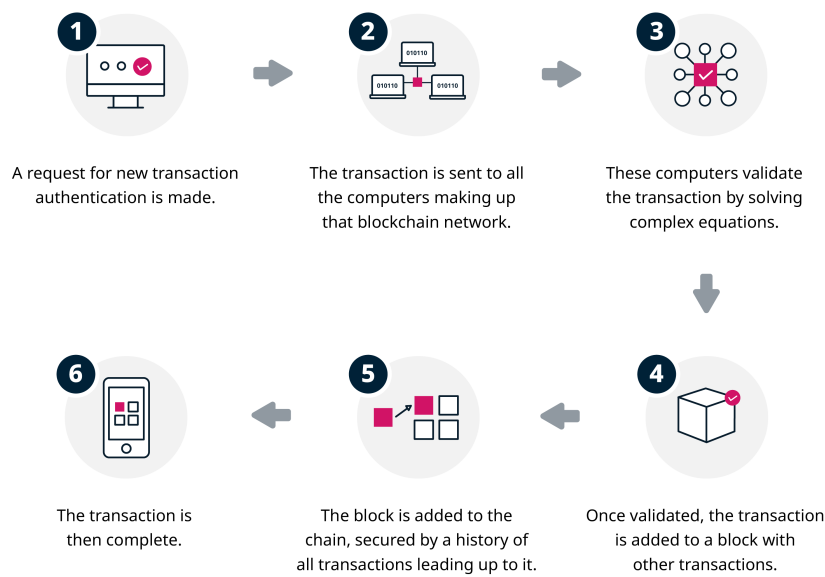 1
A request for new transaction
authentication is made.
2
010110
010110
010110
The transaction is sent to all
the computers making up
that blockchain network.
3
These computers validate
the transaction by solving
complex equations.
4
Once validated, the transaction
is added to a block with
other transactions.
5
The block is added to the
chain, secured by a history of
all transactions leading up to it.
6
The transaction is
then complete.